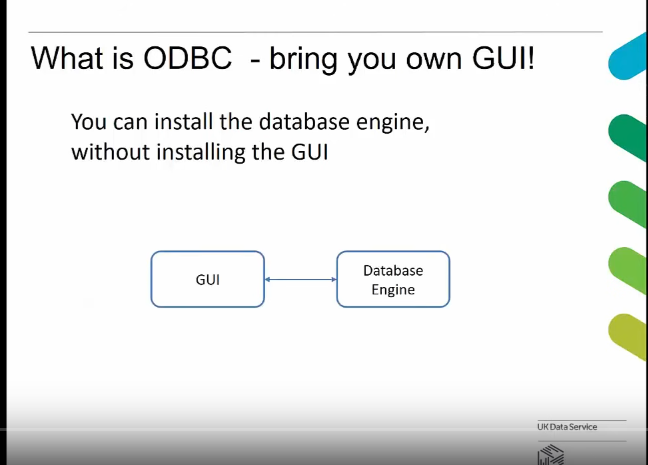 What is ODBC  - bring you own GUI!
You can install the database engine,
without installing the GUI
GUI
Database
Engine
UK Data Service